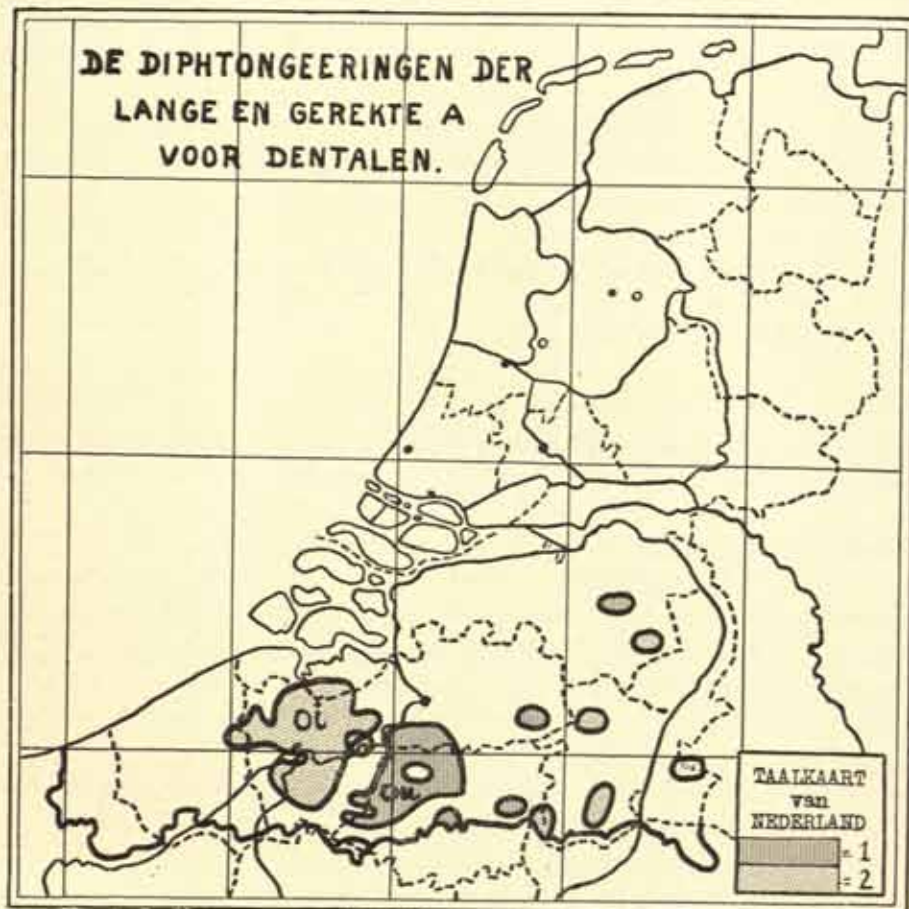 DE DIPHTONGEERINGEN DER
LANGE EN GEREKTE A
VOOR DENTALEN.
oi
ou
TAALKAART
van
NEDERLAND
= 1
= 2